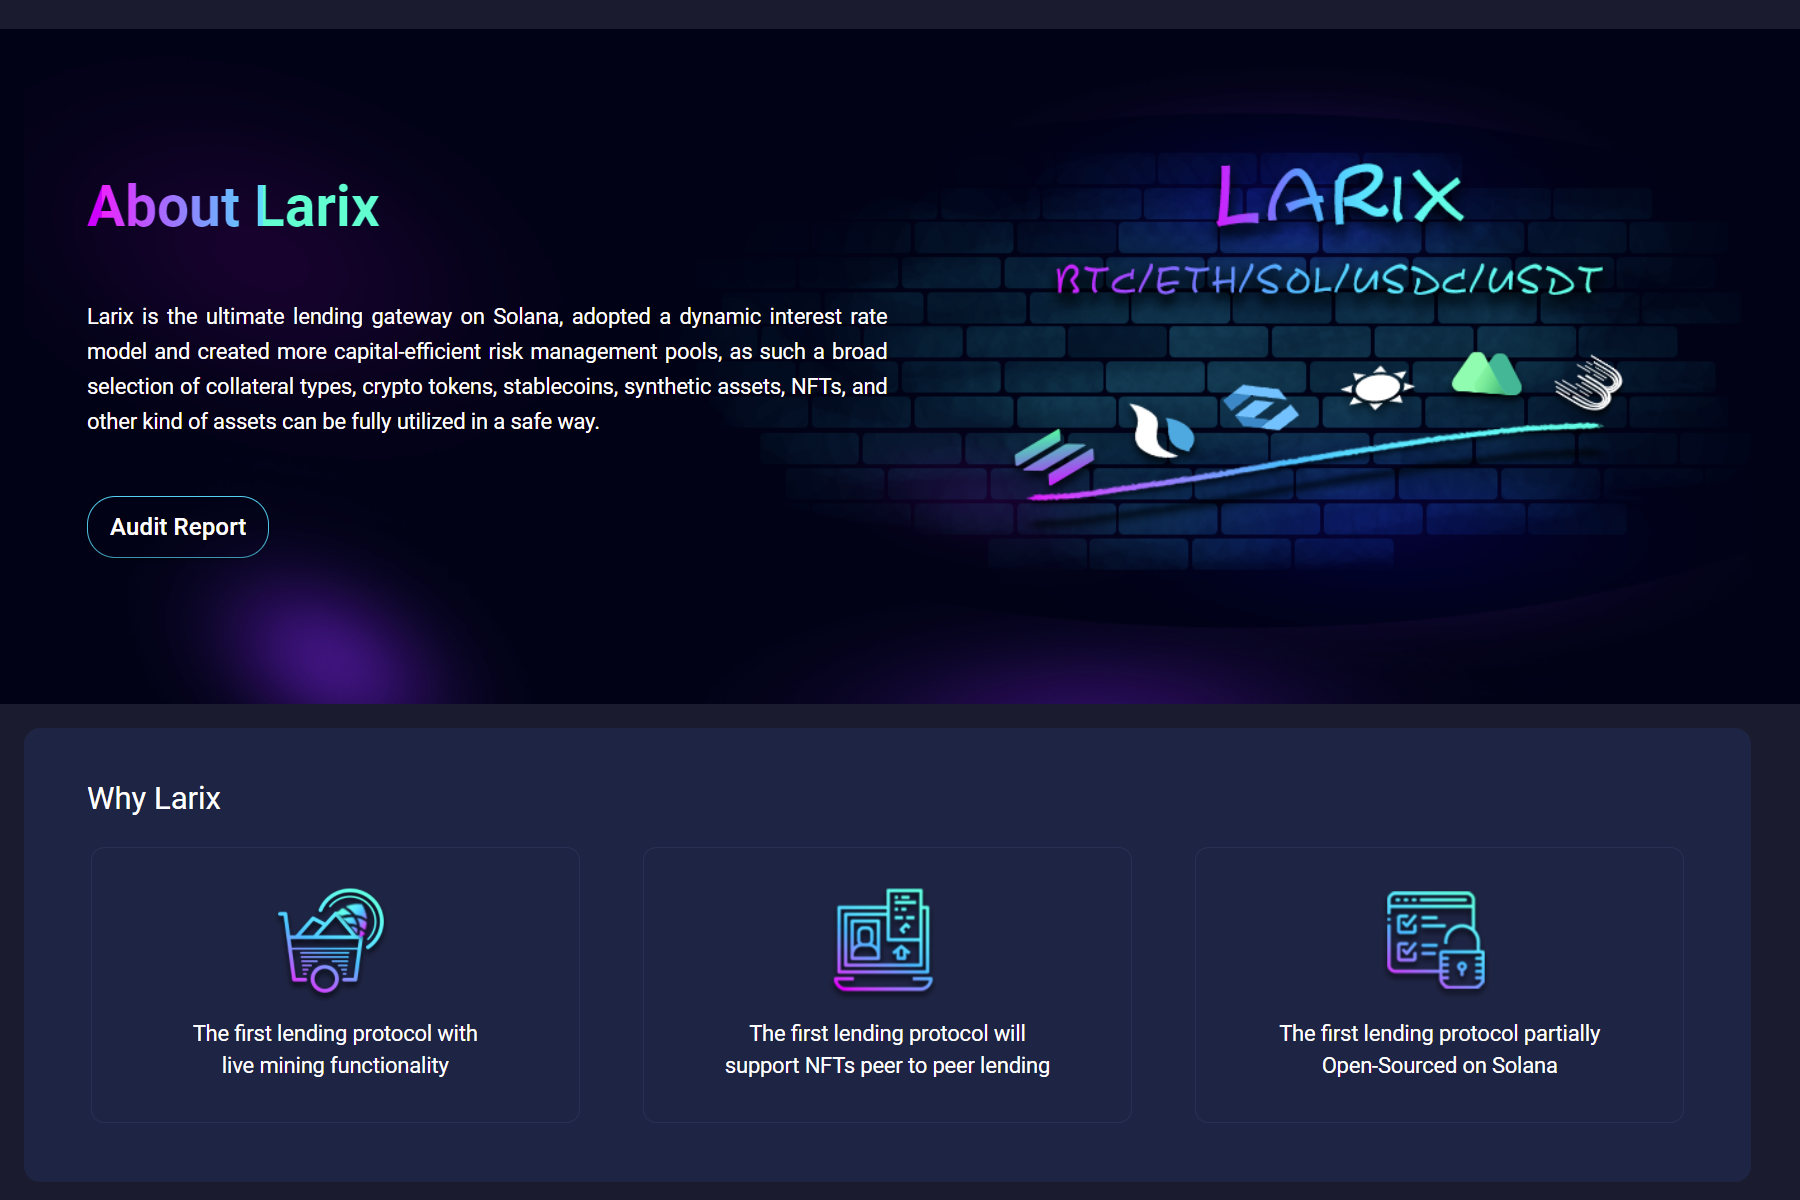 About Larix
LARIX
BTC/ETH/SOL/USDC/USDT
Larix is the ultimate lending gateway on Solana, adopted a dynamic interest rate
model and created more capital-efficient risk management pools, as such a broad
selection of collateral types, crypto tokens, stablecoins, synthetic assets, NFTs, and
other kind of assets can be fully utilized in a safe way.
Audit Report
Why Larix
The first lending protocol with
live mining functionality
The first lending protocol will
support NFTs peer to peer lending
The first lending protocol partially
Open-Sourced on Solana